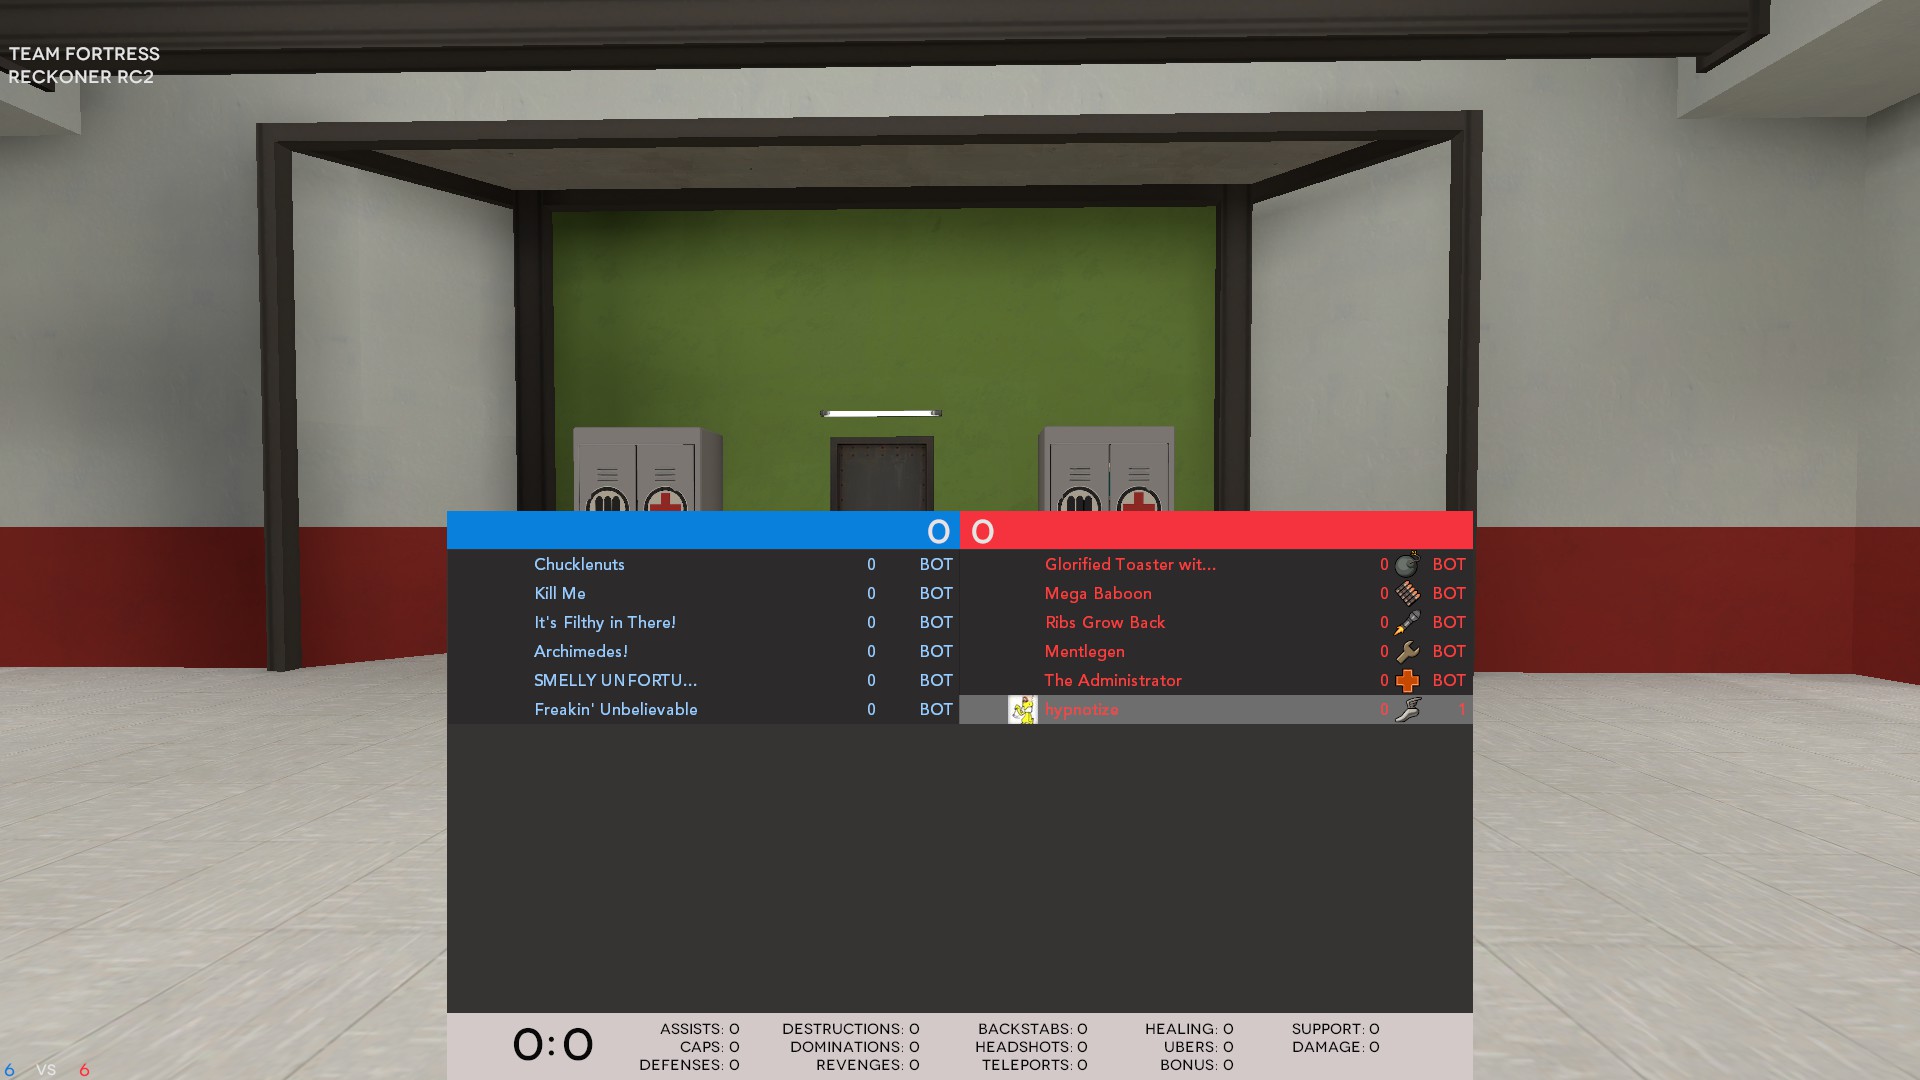 TEAM FORTRESS
RECKONER RC2
0 0
Chucklenuts 0 BOT
Kill Me 0 BOT
It's Filthy in There! 0 BOT
Archimedes! 0 BOT
SMELLY UNFORTU... 0 BOT
Freakin' Unbelievable 0 BOT
Glorified Toaster wit... 0 BOT
Mega Baboon 0 BOT
Ribs Grow Back 0 BOT
Mentlegen 0 BOT
The Administrator 0 BOT
hypnotize 0 1
0:0
ASSISTS: 0
CAPS: 0
DEFENSES: 0
DESTRUCTIONS: 0
DOMINATIONS: 0
REVENGES: 0
BACKSTABS: 0
HEADSHOTS: 0
TELEPORTS: 0
HEALING: 0
UBERS: 0
BONUS: 0
SUPPORT: 0
DAMAGE: 0
6 VS 6